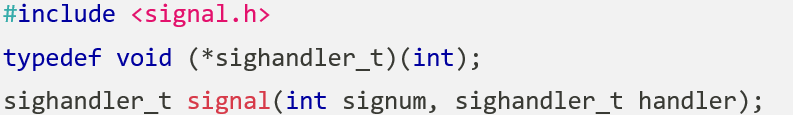 #include <signal.h>
typedef void (*sighandler_t)(int);
sighandler_t signal(int signum, sighandler_t handler);